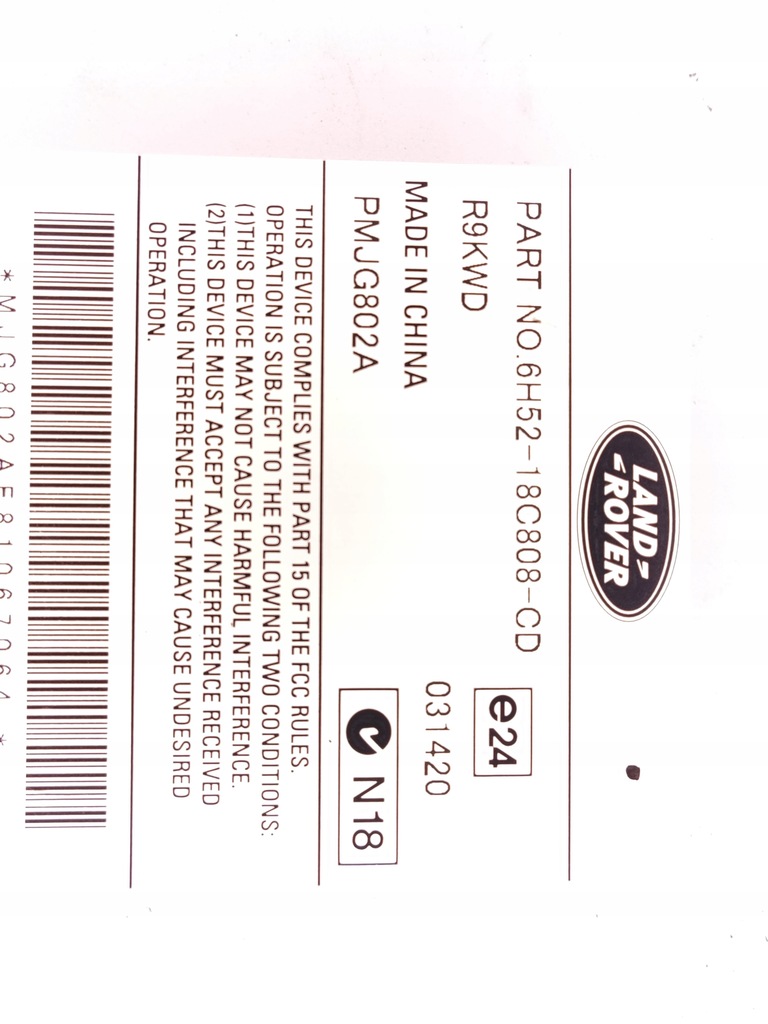 LAND
ROVER
PART NO.6H52-18C808-CD
R9KWD
e24
MADE IN CHINA
031420
PMJG802A
N18
THIS DEVICE COMPLIES WITH PART 15 OF THE FCC RULES.
OPERATION IS SUBJECT TO THE FOLLOWING TWO CONDITIONS:
(1)THIS DEVICE MAY NOT CAUSE HARMFUL INTERFERENCE.
(2)THIS DEVICE MUST ACCEPT ANY INTERFERENCE RECEIVED
INCLUDING INTERFERENCE THAT MAY CAUSE UNDESIRED
OPERATION.